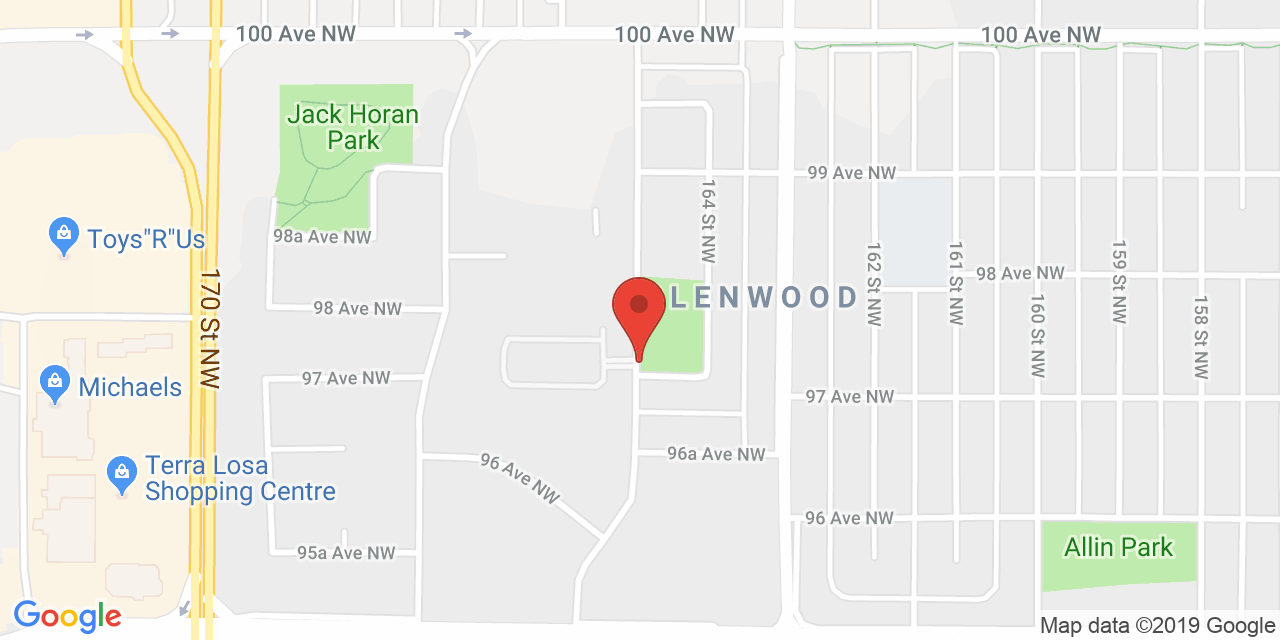 100 Ave NW
100 Ave NW
100 Ave NW
Jack Horan
Park
99 Ave NW
164 St NW
98a Ave NW
Toys"R"Us
170 St NW
162 St NW
161 St NW
98 Ave NW
159 St NW
160 St NW
158 St NW
LENWOOD
98 Ave NW
97 Ave NW
Michaels
97 Ave NW
96a Ave NW
96 Ave NW
Terra Losa
Shopping Centre
96 Ave NW
95a Ave NW
Allin Park
Google
Map data ©2019 Google